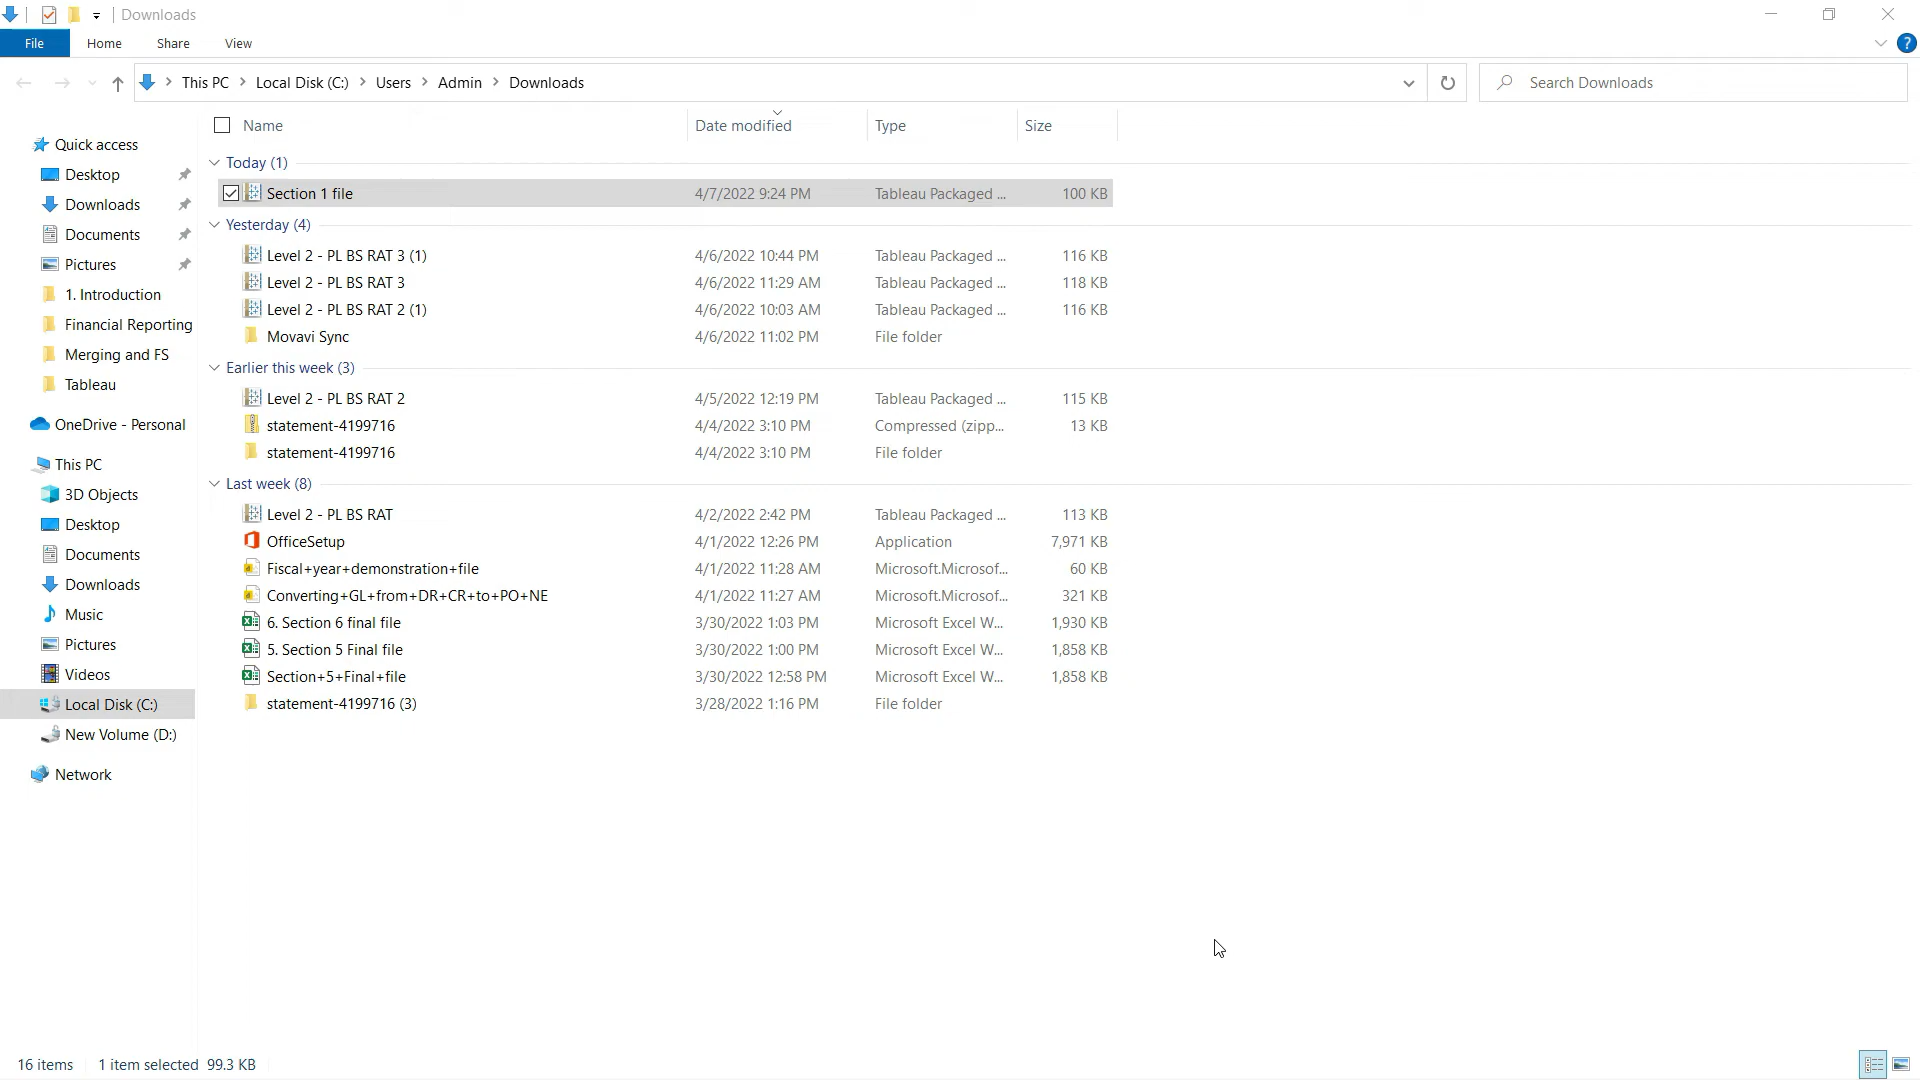 Downloads
File Home Share View ?
This PC Local Disk (C:) Users Admin Downloads Search Downloads
Name Date modified Type Size
Quick access
Desktop
Downloads
Documents
Pictures
1. Introduction
Financial Reporting
Merging and FS
Tableau
OneDrive - Personal
This PC
3D Objects
Desktop
Documents
Downloads
Music
Pictures
Videos
Local Disk (C:)
New Volume (D:)
Network
Today (1)
Section 1 file 4/7/2022 9:24 PM Tableau Packaged ... 100 KB
Yesterday (4)
Level 2 - PL BS RAT 3 (1) 4/6/2022 10:44 PM Tableau Packaged ... 116 KB
Level 2 - PL BS RAT 3 4/6/2022 11:29 AM Tableau Packaged ... 118 KB
Level 2 - PL BS RAT 2 (1) 4/6/2022 10:03 AM Tableau Packaged ... 116 KB
Movavi Sync 4/6/2022 11:02 PM File folder
Earlier this week (3)
Level 2 - PL BS RAT 2 4/5/2022 12:19 PM Tableau Packaged ... 115 KB
statement-4199716 4/4/2022 3:10 PM Compressed (zipp... 13 KB
statement-4199716 4/4/2022 3:10 PM File folder
Last week (8)
Level 2 - PL BS RAT 4/2/2022 2:42 PM Tableau Packaged ... 113 KB
OfficeSetup 4/1/2022 12:26 PM Application 7,971 KB
Fiscal+year+demonstration+file 4/1/2022 11:28 AM Microsoft.Microsof... 60 KB
Converting+GL+from+DR+CR+to+PO+NE 4/1/2022 11:27 AM Microsoft.Microsof... 321 KB
6. Section 6 final file 3/30/2022 1:03 PM Microsoft Excel W... 1,930 KB
5. Section 5 Final file 3/30/2022 1:00 PM Microsoft Excel W... 1,858 KB
Section+5+Final+file 3/30/2022 12:58 PM Microsoft Excel W... 1,858 KB
statement-4199716 (3) 3/28/2022 1:16 PM File folder
16 items 1 item selected 99.3 KB